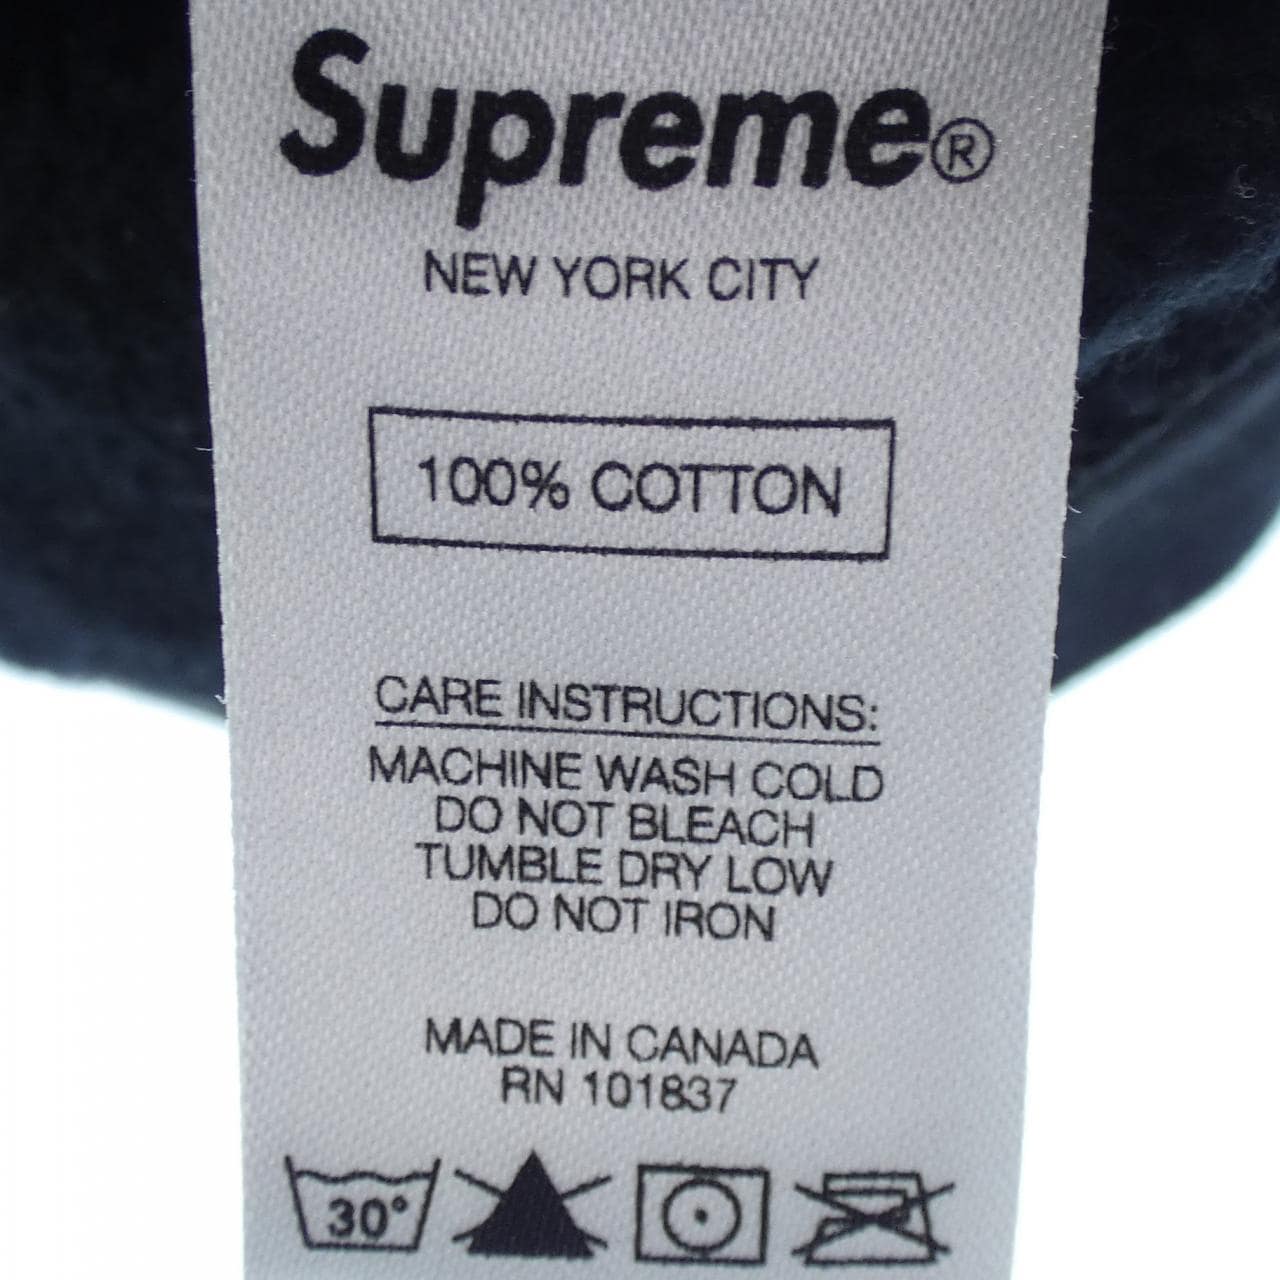 Supreme®
NEW YORK CITY
100% COTTON
CARE INSTRUCTIONS:
MACHINE WASH COLD
DO NOT BLEACH
TUMBLE DRY LOW
DO NOT IRON
MADE IN CANADA
RN 101837
30°